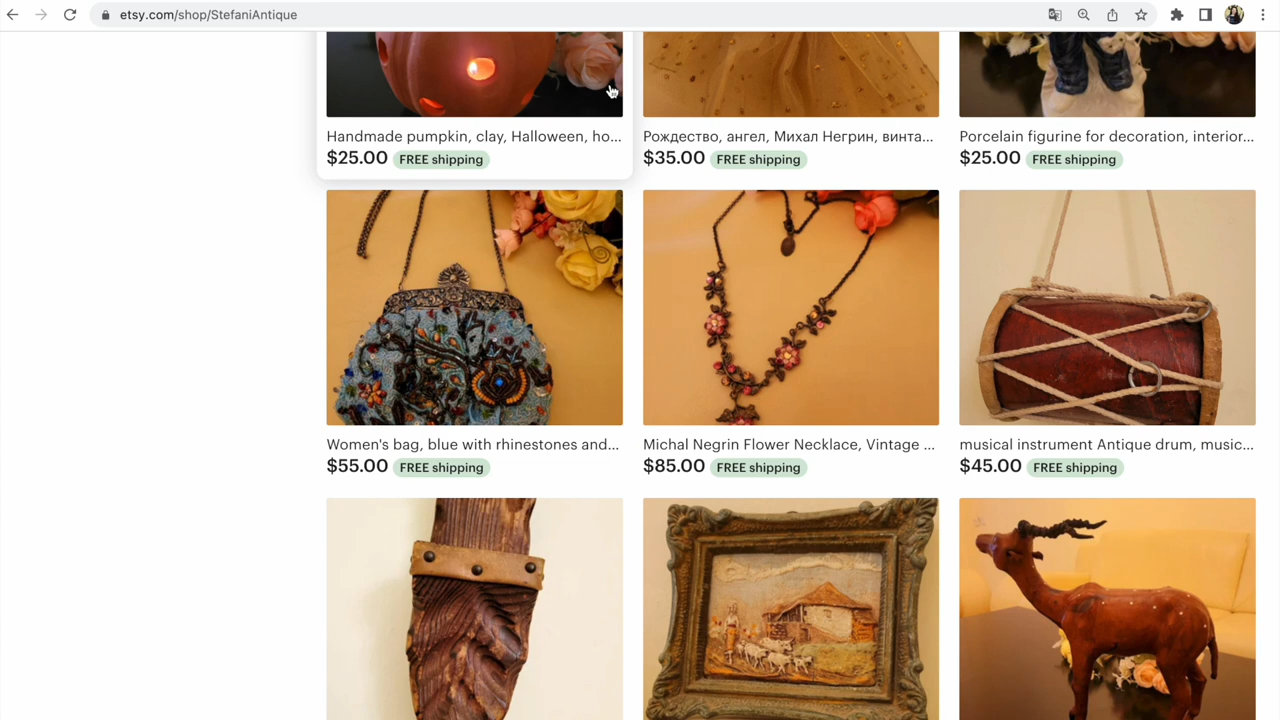 etsy.com/shop/StefaniAntique
Handmade pumpkin, clay, Halloween, ho...
$25.00 FREE shipping
Рождество, ангел, Михал Негрин, винта...
$35.00 FREE shipping
Porcelain figurine for decoration, interior...
$25.00 FREE shipping
Women's bag, blue with rhinestones and...
$55.00 FREE shipping
Michal Negrin Flower Necklace, Vintage ...
$85.00 FREE shipping
musical instrument Antique drum, music...
$45.00 FREE shipping